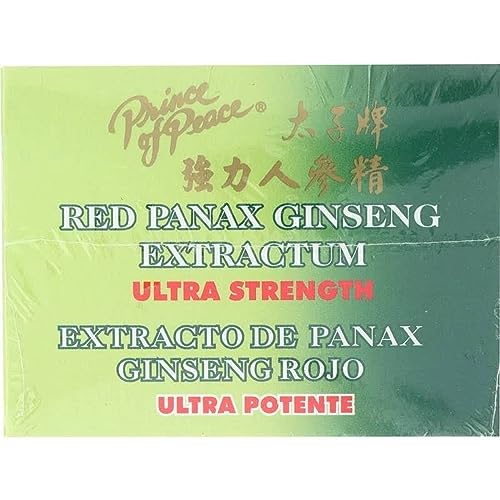 Prince of Peace® 太子牌
強力人參精
RED PANAX GINSENG
EXTRACTUM
ULTRA STRENGTH
EXTRACTO DE PANAX
GINSENG ROJO
ULTRA POTENTE